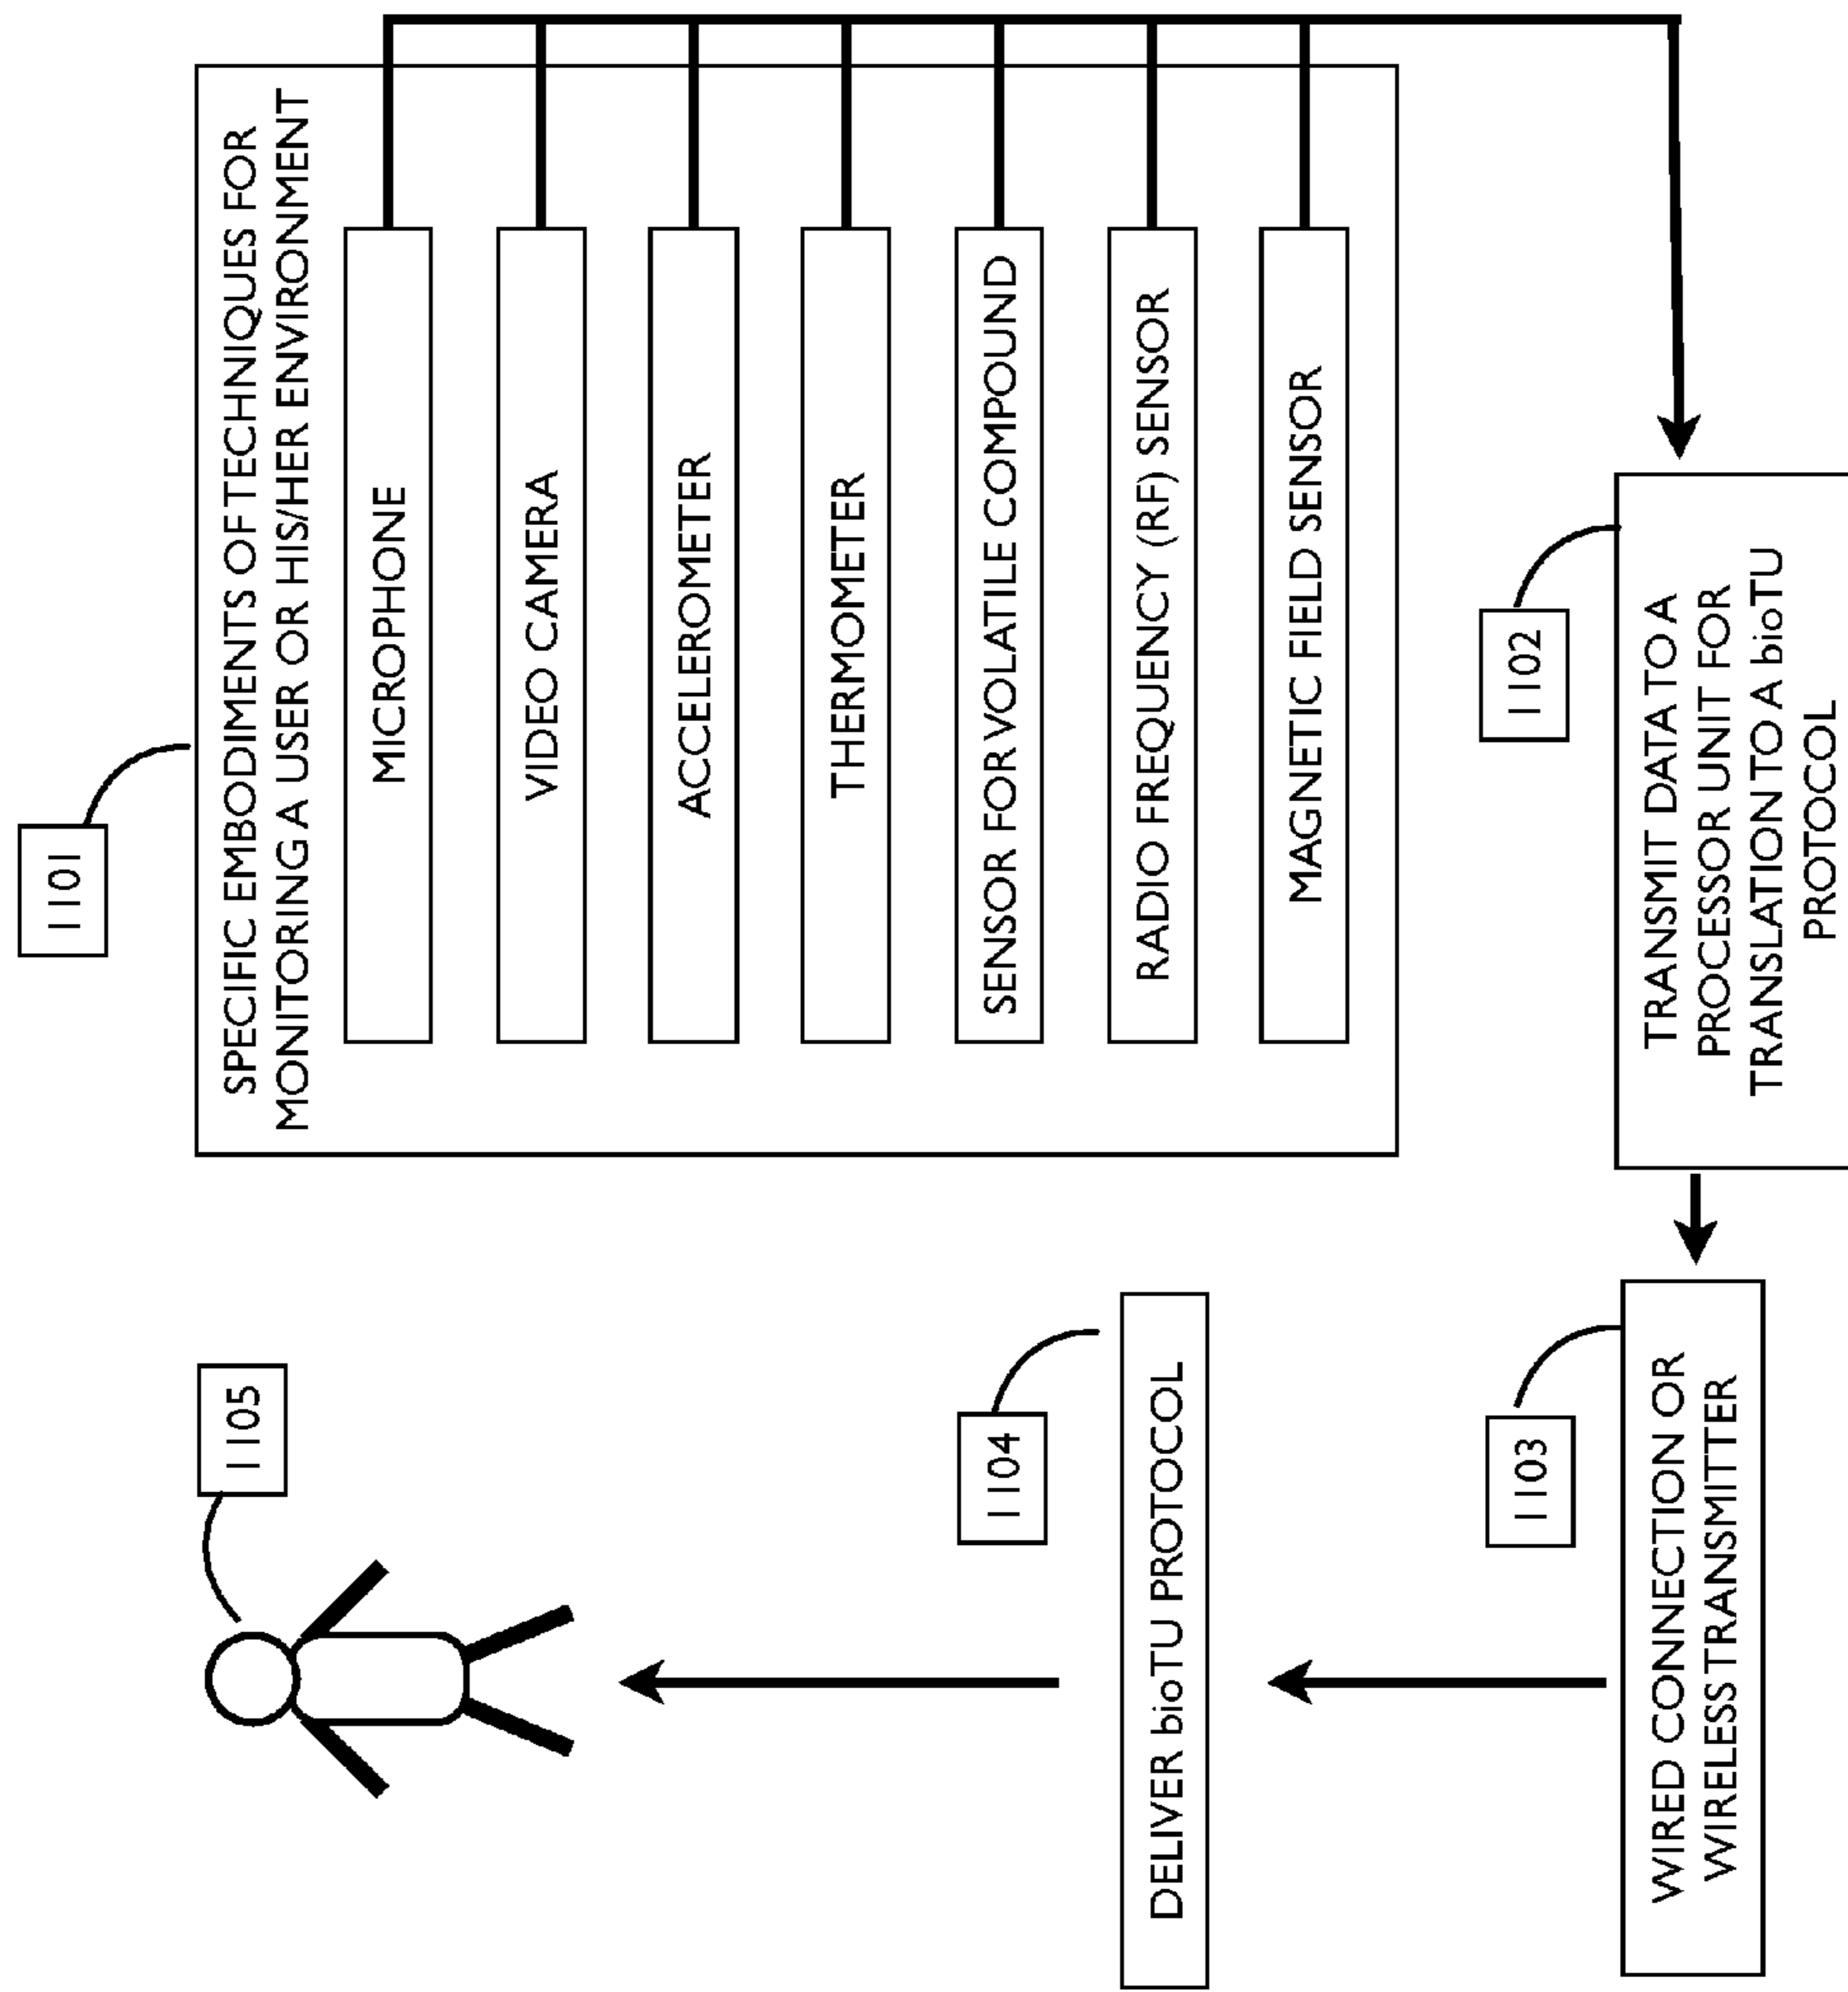 1101
SPECIFIC EMBODIMENTS OF TECHNIQUES FOR
MONITORING A USER OR HIS/HER ENVIRONMENT
MICROPHONE
VIDEO CAMERA
ACCELEROMETER
THERMOMETER
SENSOR FOR VOLATILE COMPOUND
RADIO FREQUENCY (RF) SENSOR
MAGNETIC FIELD SENSOR
1102
TRANSMIT DATA TO A
PROCESSOR UNIT FOR
TRANSLATION TO A bioTU
PROTOCOL
1103
WIRED CONNECTION OR
WIRELESS TRANSMITTER
1104
DELIVER bioTU PROTOCOL
1105